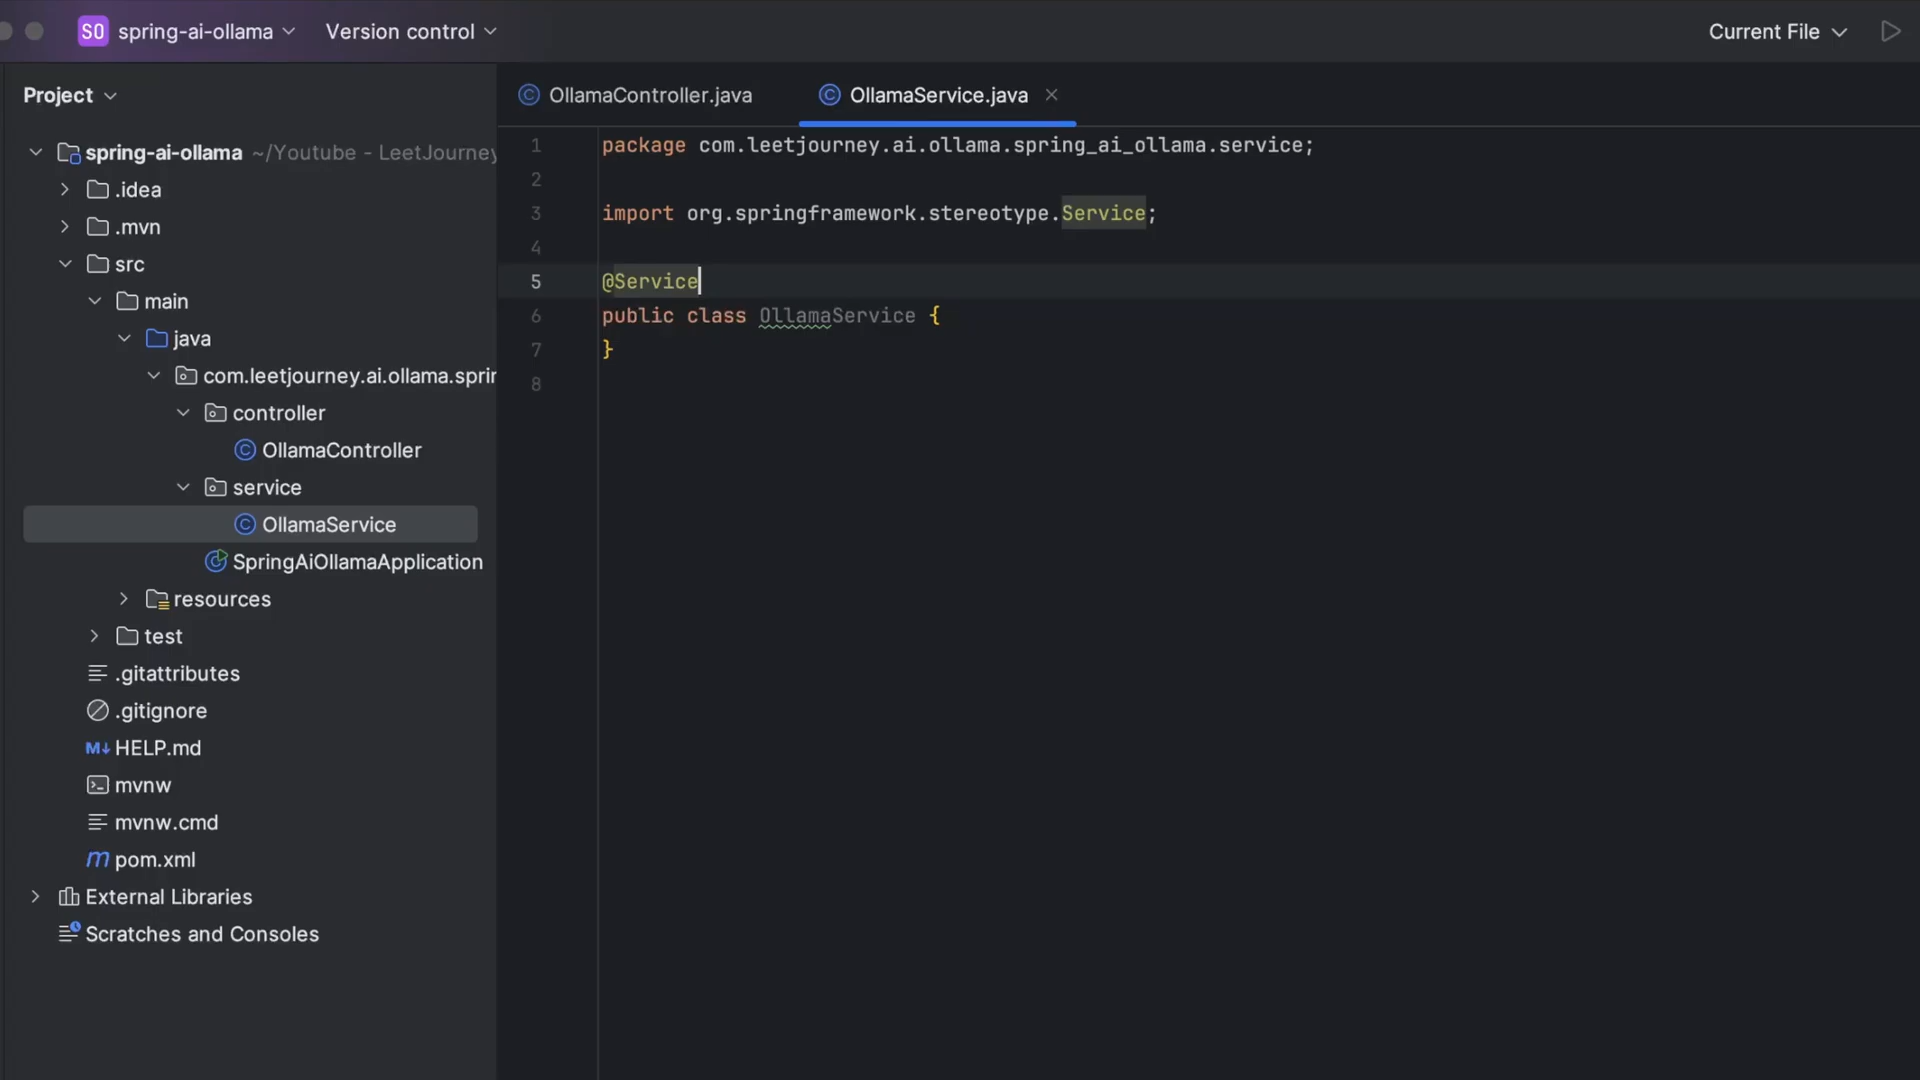 SO spring-ai-ollama Version control Current File
Project
spring-ai-ollama ~/Youtube - LeetJourney
.idea
.mvn
src
main
java
com.leetjourney.ai.ollama.sprin
controller
OllamaController
service
OllamaService
SpringAiOllamaApplication
resources
test
.gitattributes
.gitignore
M↓ HELP.md
mvnw
mvnw.cmd
m pom.xml
External Libraries
Scratches and Consoles
C OllamaController.java C OllamaService.java
1 package com.leetjourney.ai.ollama.spring_ai_ollama.service;
2
3 import org.springframework.stereotype.Service;
4
5 @Service
6 public class OllamaService {
7 }
8